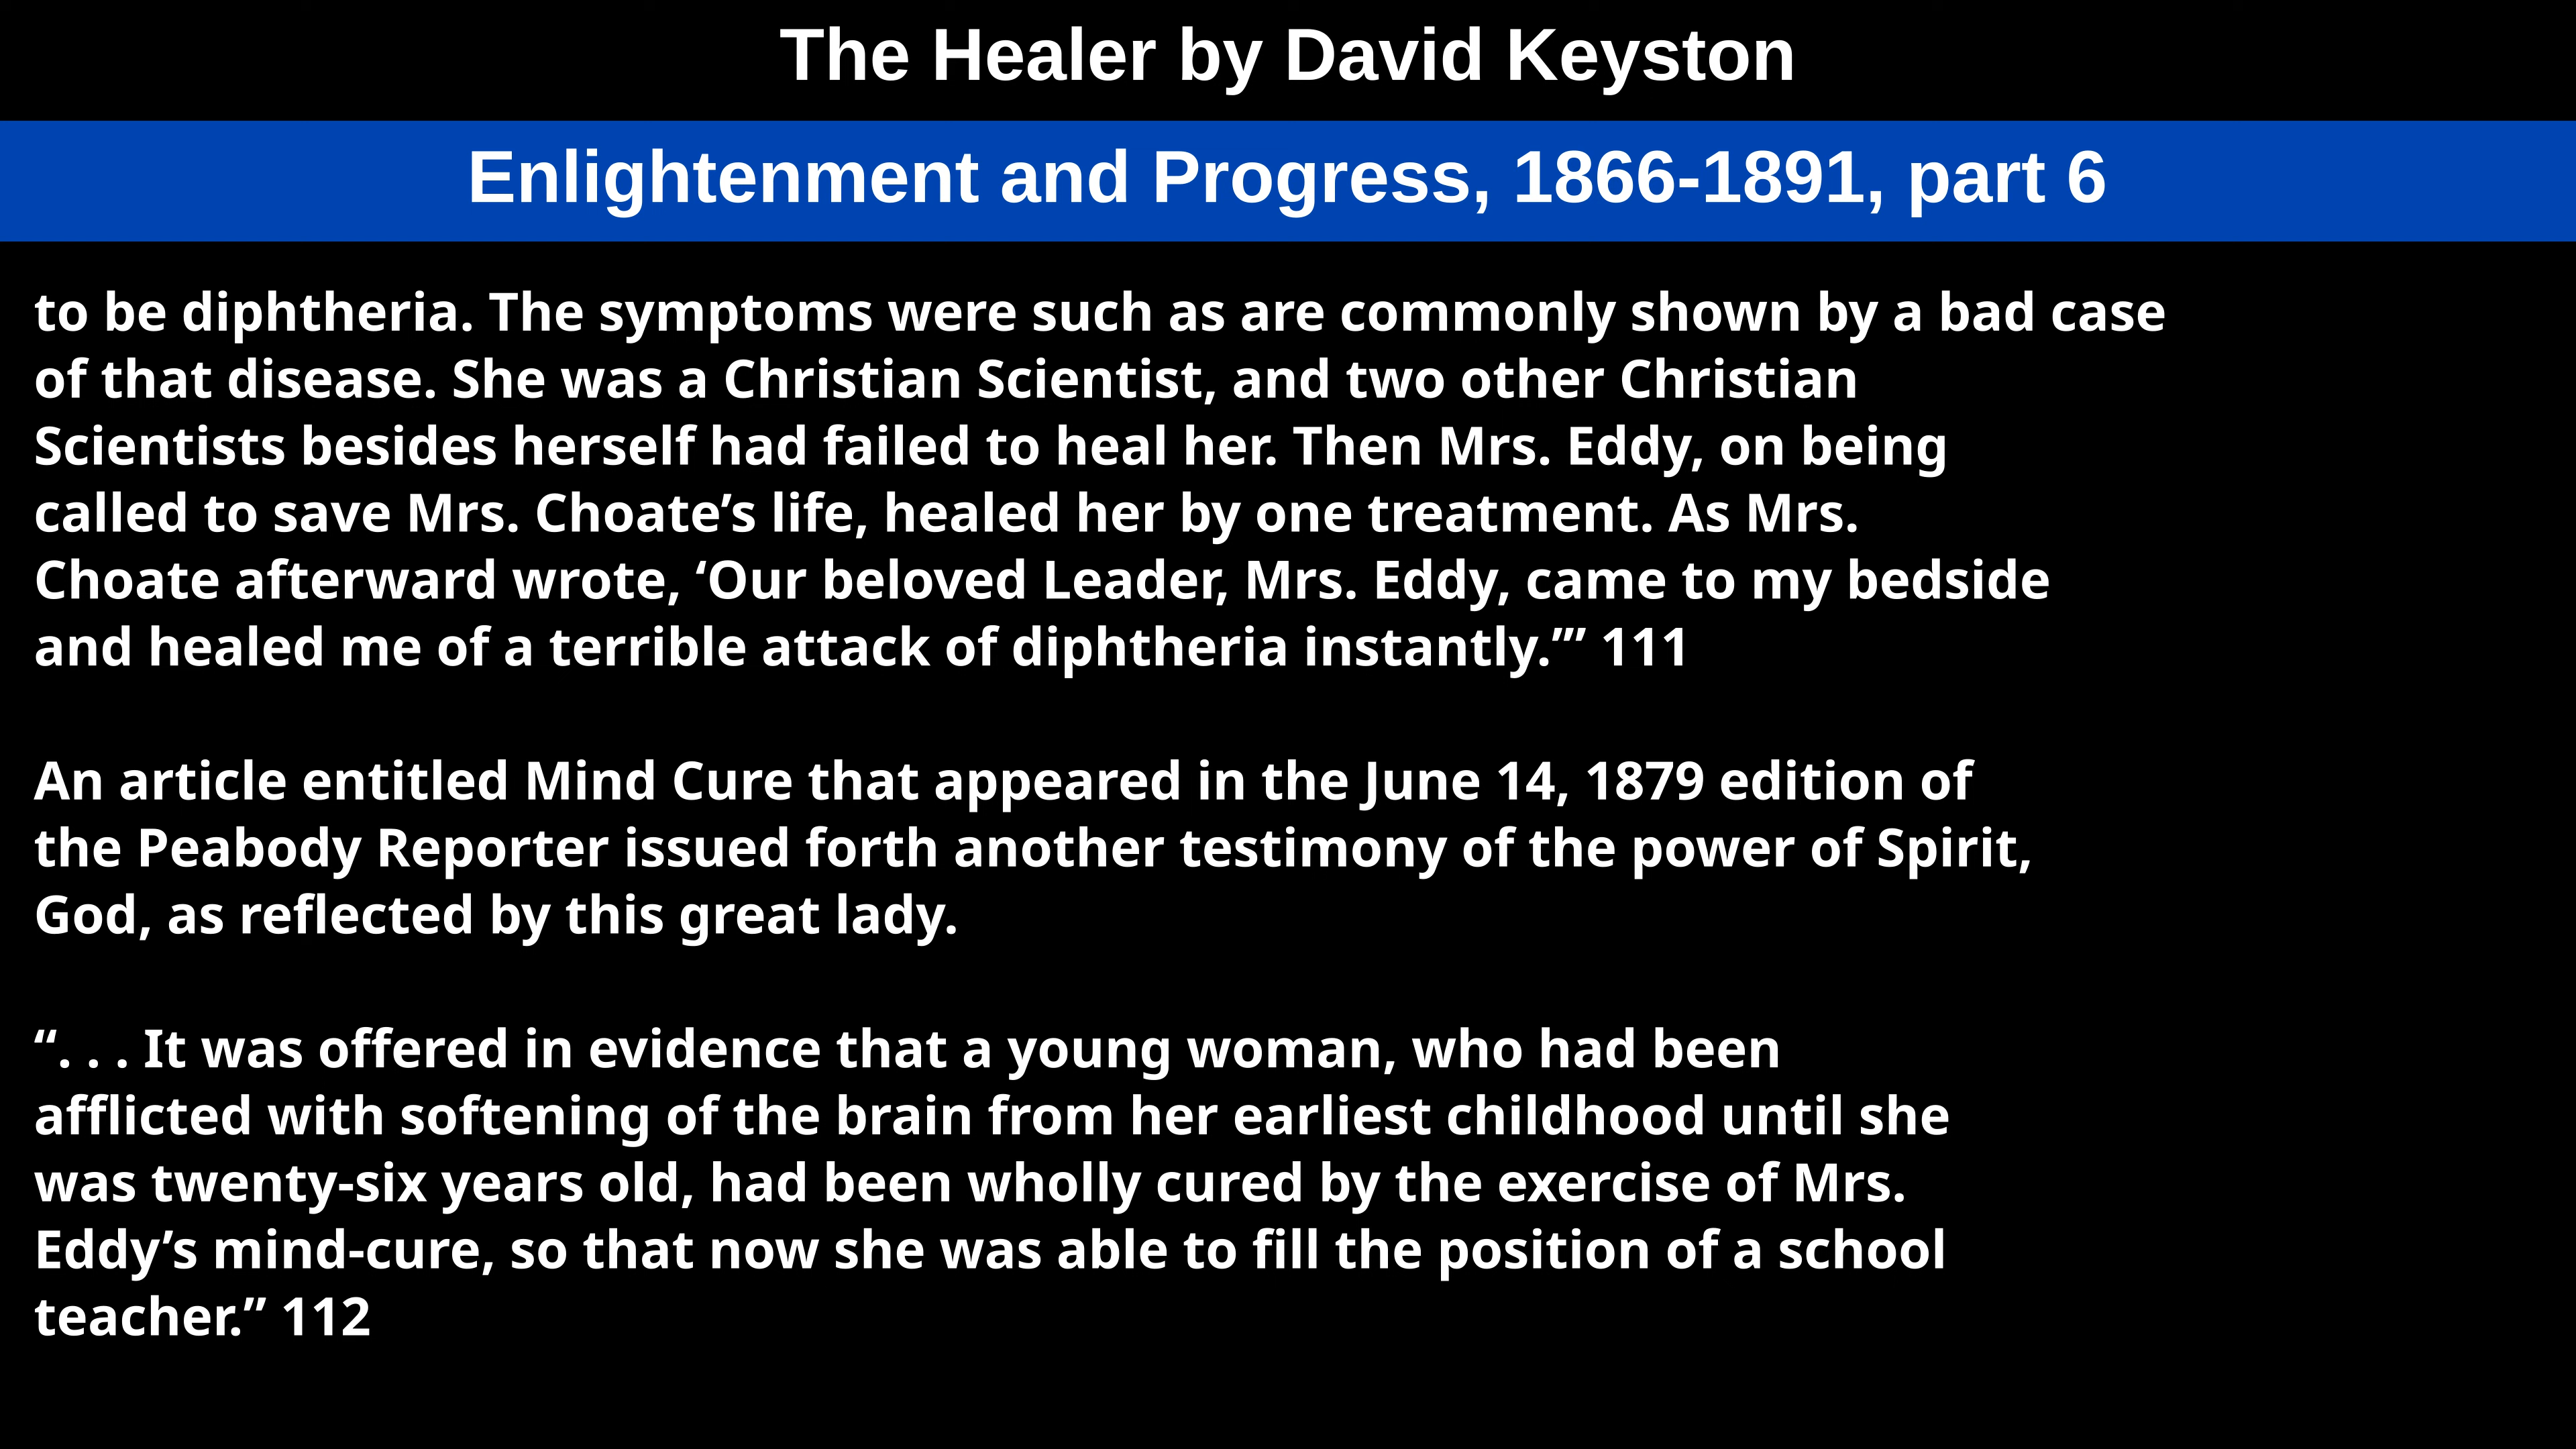 The Healer by David Keyston
Enlightenment and Progress, 1866-1891, part 6
to be diphtheria. The symptoms were such as are commonly shown by a bad case
of that disease. She was a Christian Scientist, and two other Christian
Scientists besides herself had failed to heal her. Then Mrs. Eddy, on being
called to save Mrs. Choate’s life, healed her by one treatment. As Mrs.
Choate afterward wrote, ‘Our beloved Leader, Mrs. Eddy, came to my bedside
and healed me of a terrible attack of diphtheria instantly.’” 111
An article entitled Mind Cure that appeared in the June 14, 1879 edition of
the Peabody Reporter issued forth another testimony of the power of Spirit,
God, as reflected by this great lady.
“. . . It was offered in evidence that a young woman, who had been
afflicted with softening of the brain from her earliest childhood until she
was twenty-six years old, had been wholly cured by the exercise of Mrs.
Eddy’s mind-cure, so that now she was able to fill the position of a school
teacher.” 112